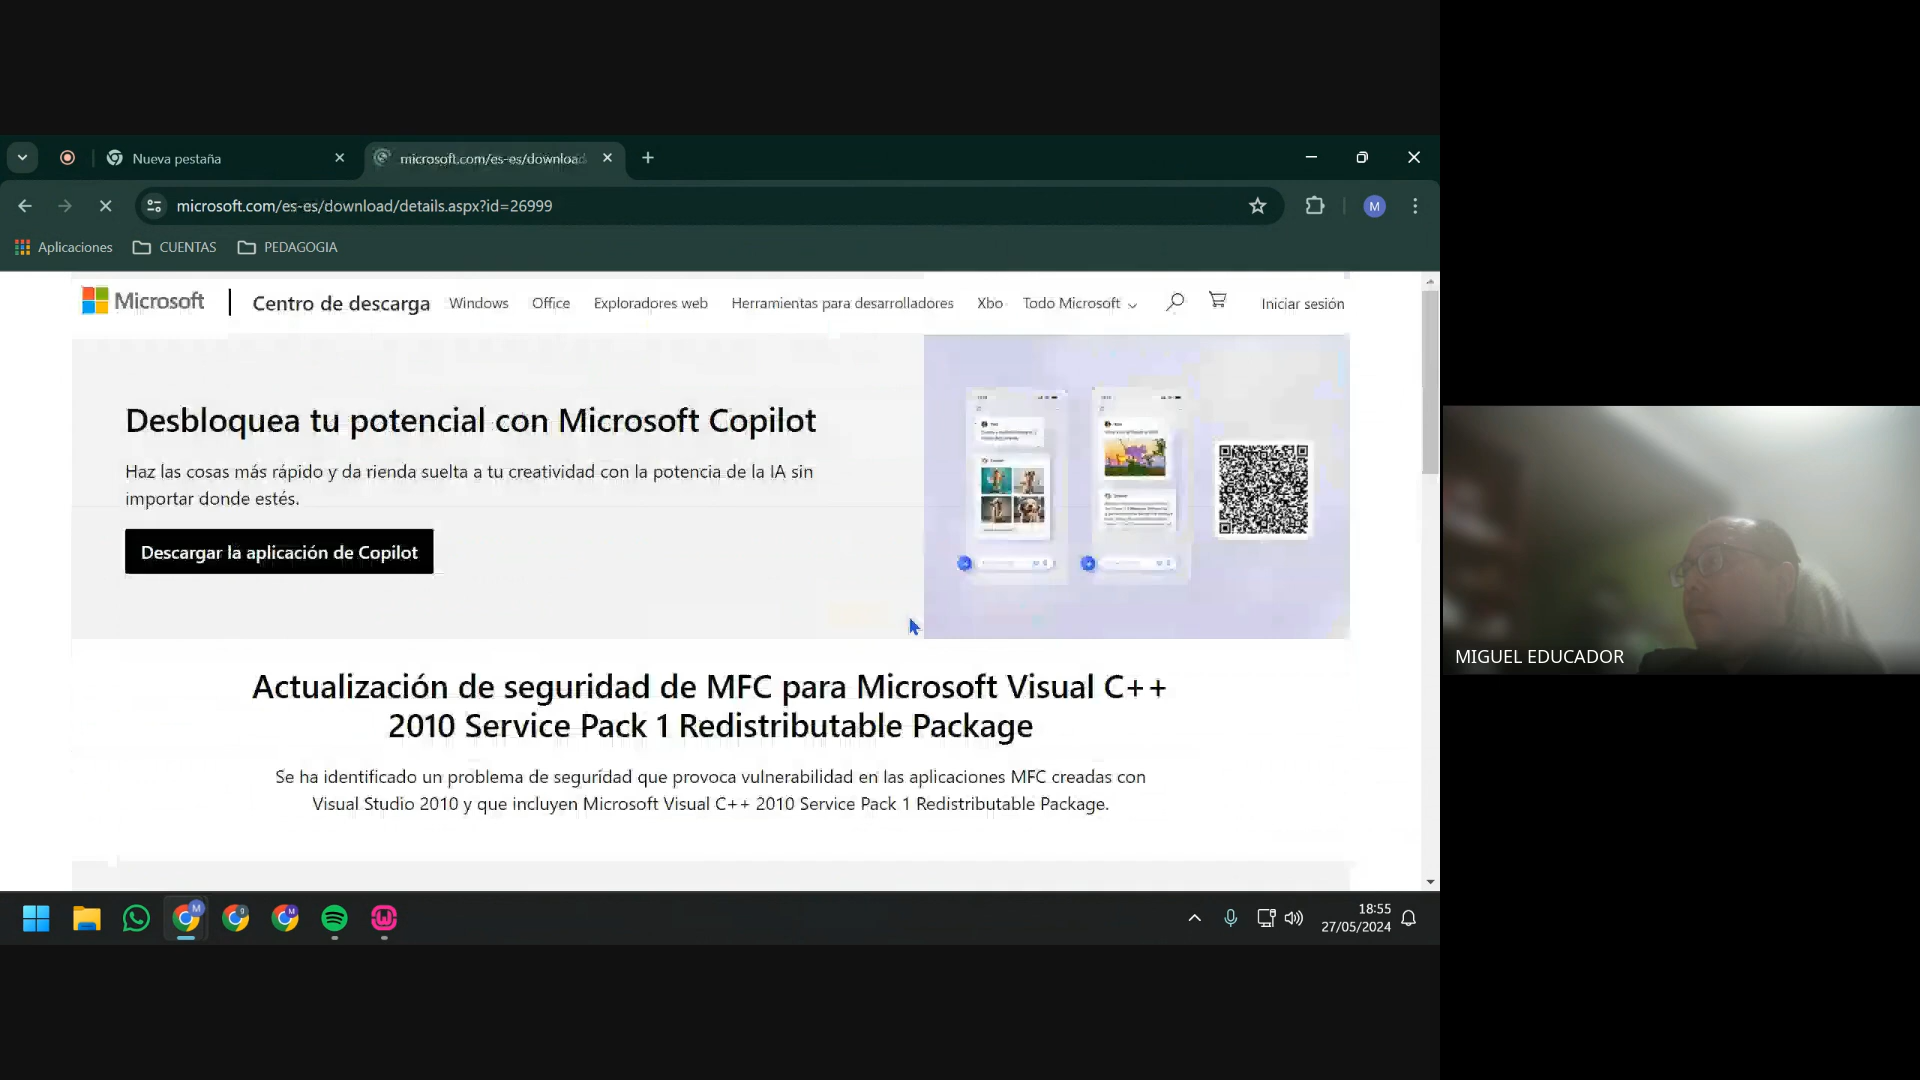 Nueva pestaña
microsoft.com/es-es/download
microsoft.com/es-es/download/details.aspx?id=26999
M
Aplicaciones
CUENTAS
PEDAGOGIA
Microsoft
Centro de descarga
Windows
Office
Exploradores web
Herramientas para desarrolladores
Xbo
Todo Microsoft
Iniciar sesión
Desbloquea tu potencial con Microsoft Copilot
Haz las cosas más rápido y da rienda suelta a tu creatividad con la potencia de la IA sin
importar donde estés.
Descargar la aplicación de Copilot
Actualización de seguridad de MFC para Microsoft Visual C++
2010 Service Pack 1 Redistributable Package
Se ha identificado un problema de seguridad que provoca vulnerabilidad en las aplicaciones MFC creadas con
Visual Studio 2010 y que incluyen Microsoft Visual C++ 2010 Service Pack 1 Redistributable Package.
MIGUEL EDUCADOR
18:55
27/05/2024